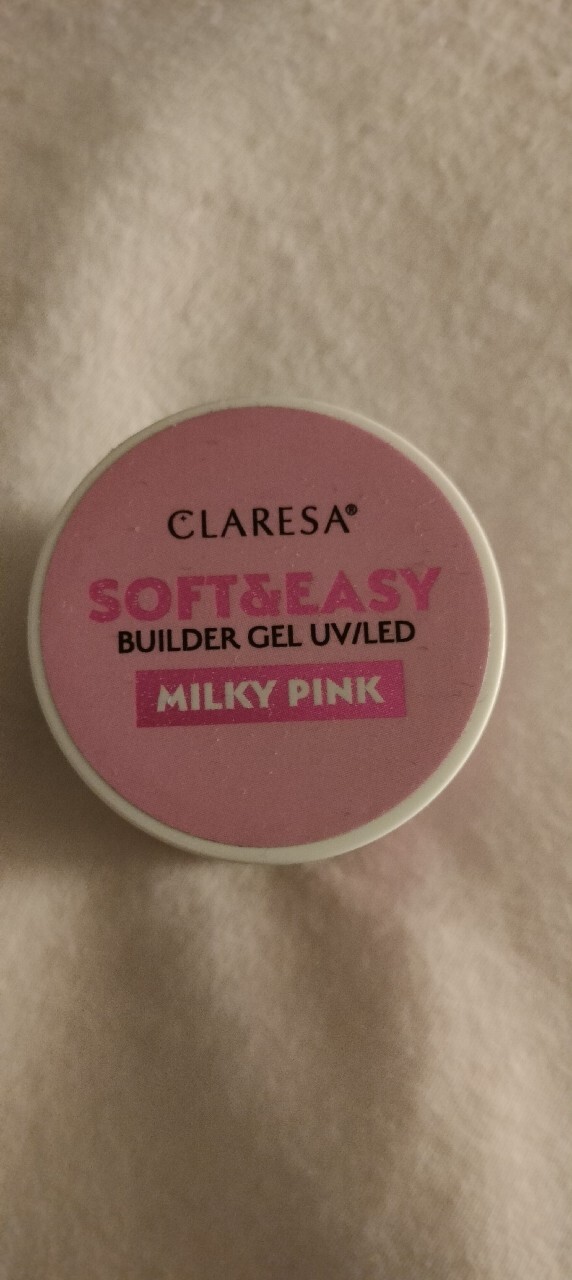 CLARESA®
SOFT&EASY
BUILDER GEL UV/LED
MILKY PINK